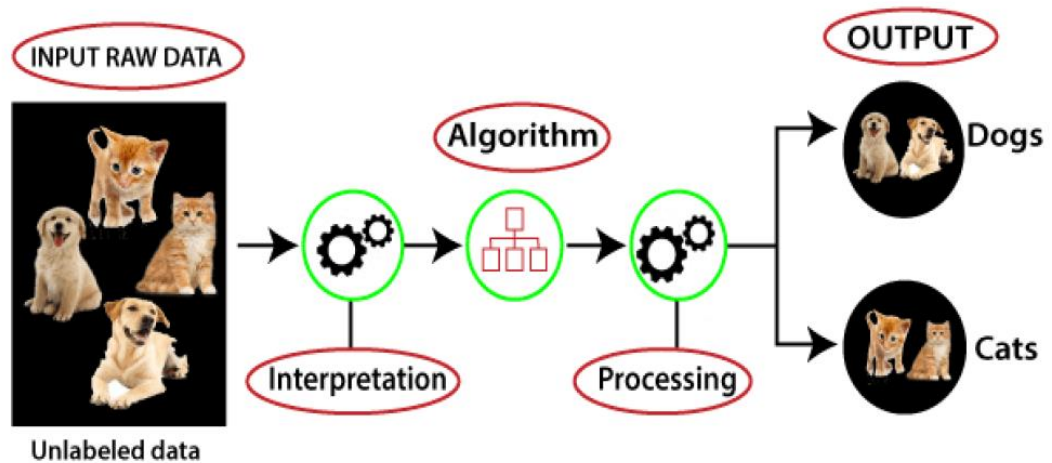 INPUT RAW DATA
OUTPUT
Algorithm
Dogs
Interpretation
Processing
Cats
Unlabeled data